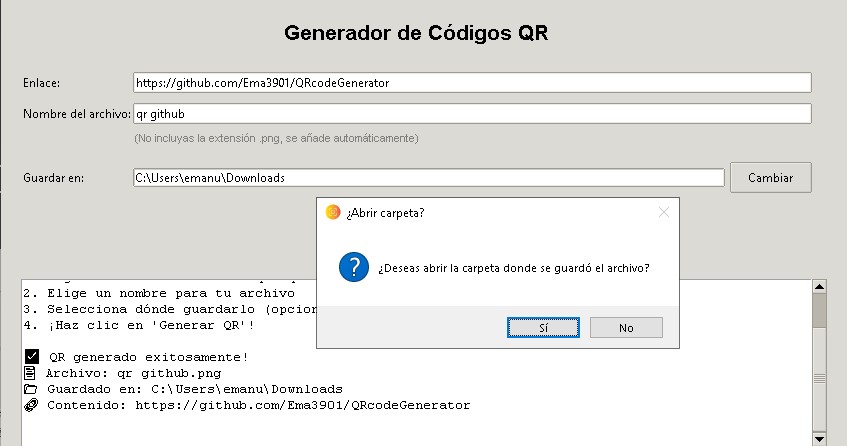 Generador de Códigos QR
Enlace: https://github.com/Ema3901/QRcodeGenerator
Nombre del archivo: qr github
(No incluyas la extensión .png, se añade automáticamente)
Guardar en: C:\Users\emanu\Downloads Cambiar
¿Abrir carpeta?
¿Deseas abrir la carpeta donde se guardó el archivo?
Sí No
2. Elige un nombre para tu archivo
3. Selecciona dónde guardarlo (opcion
4. ¡Haz clic en 'Generar QR'!
QR generado exitosamente!
Archivo: qr github.png
Guardado en: C:\Users\emanu\Downloads
Contenido: https://github.com/Ema3901/QRcodeGenerator